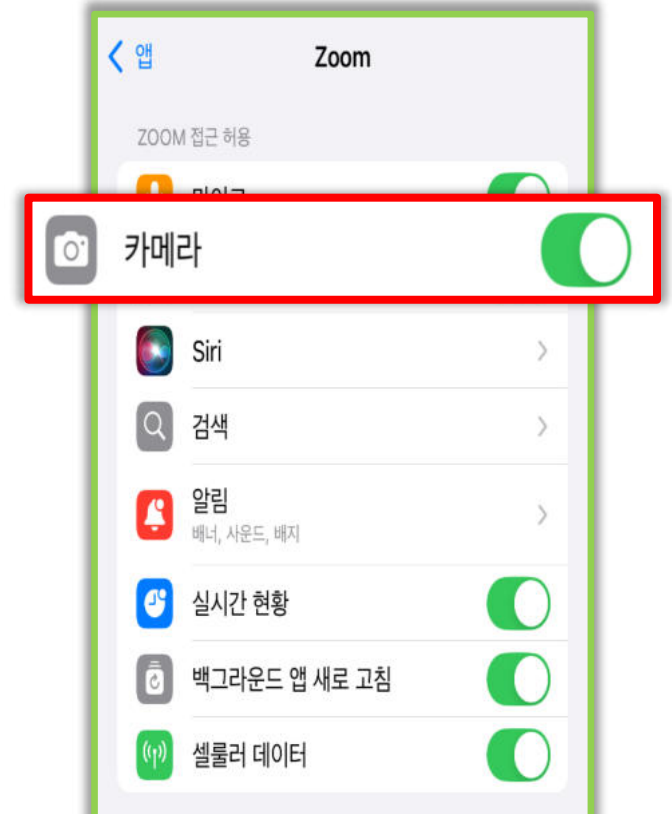 앱
Zoom
ZOOM 접근 허용
카메라
Siri
검색
알림
배너, 사운드, 배지
실시간 현황
백그라운드 앱 새로 고침
셀룰러 데이터